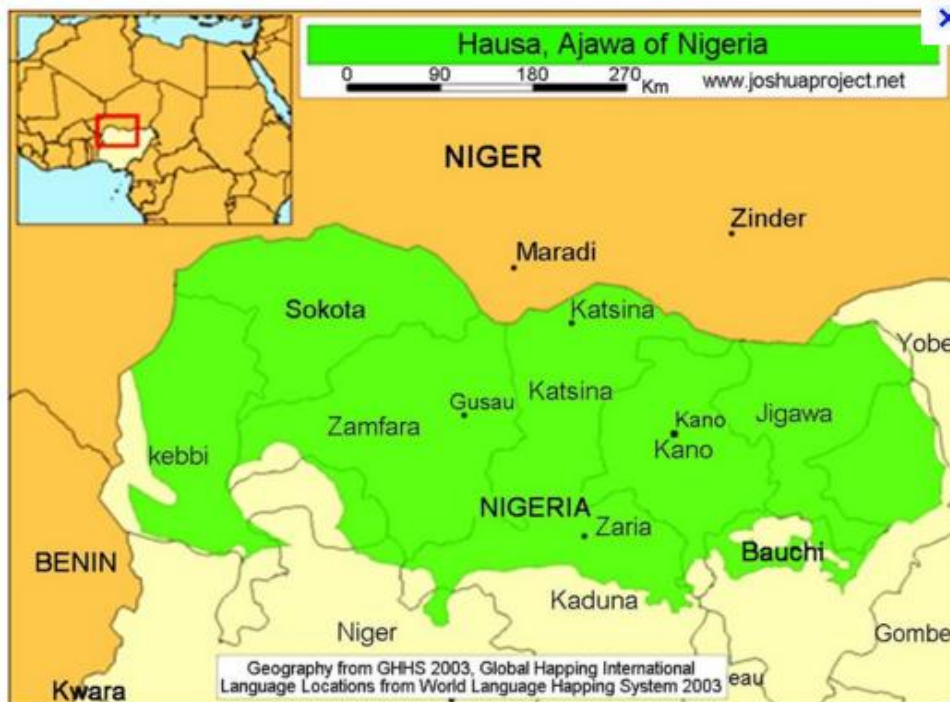 Hausa, Ajawa of Nigeria
0 90 180 270 Km
www.joshuaproject.net
NIGER
Zinder
Maradi
Sokota
Katsina
Yobe
Katsina
Gusau
Zamfara
Kano
Jigawa
Kano
kebbi
NIGERIA
Zaria
BENIN
Bauchi
Kaduna
Niger
Gombe
Geography from GHHS 2003, Global Happing International
Language Locations from World Language Happing System 2003
eau
Kwara